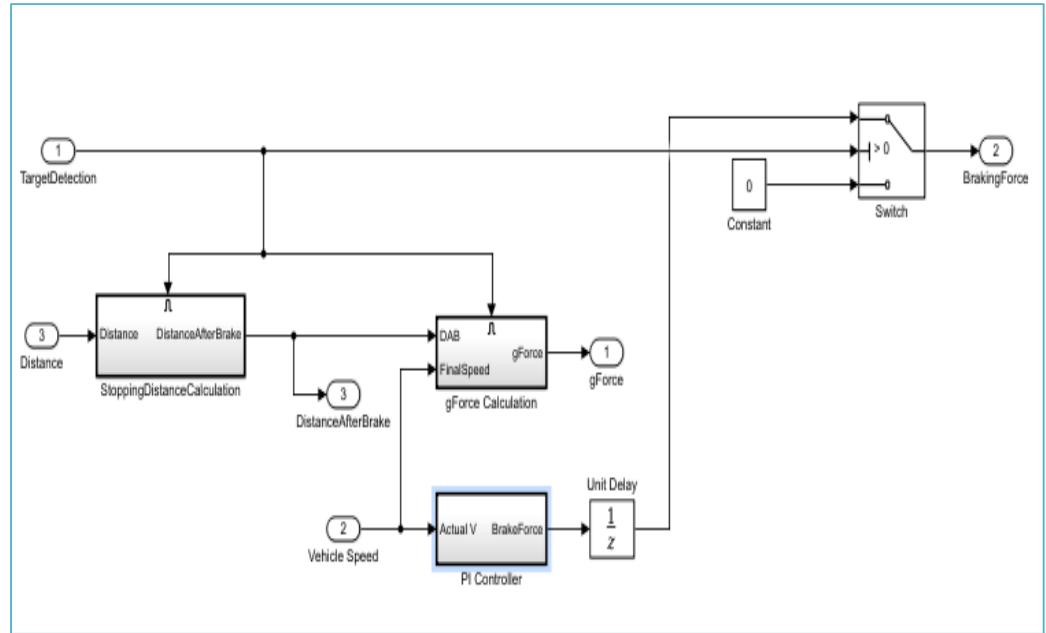 1
TargetDetection
> 0
Switch
2
BrakingForce
0
Constant
3
Distance
Distance DistanceAfterBrake
StoppingDistanceCalculation
3
DistanceAfterBrake
DAB
gForce
FinalSpeed
gForce Calculation
1
gForce
2
Vehicle Speed
Actual V BrakeForce
PI Controller
Unit Delay
1
z